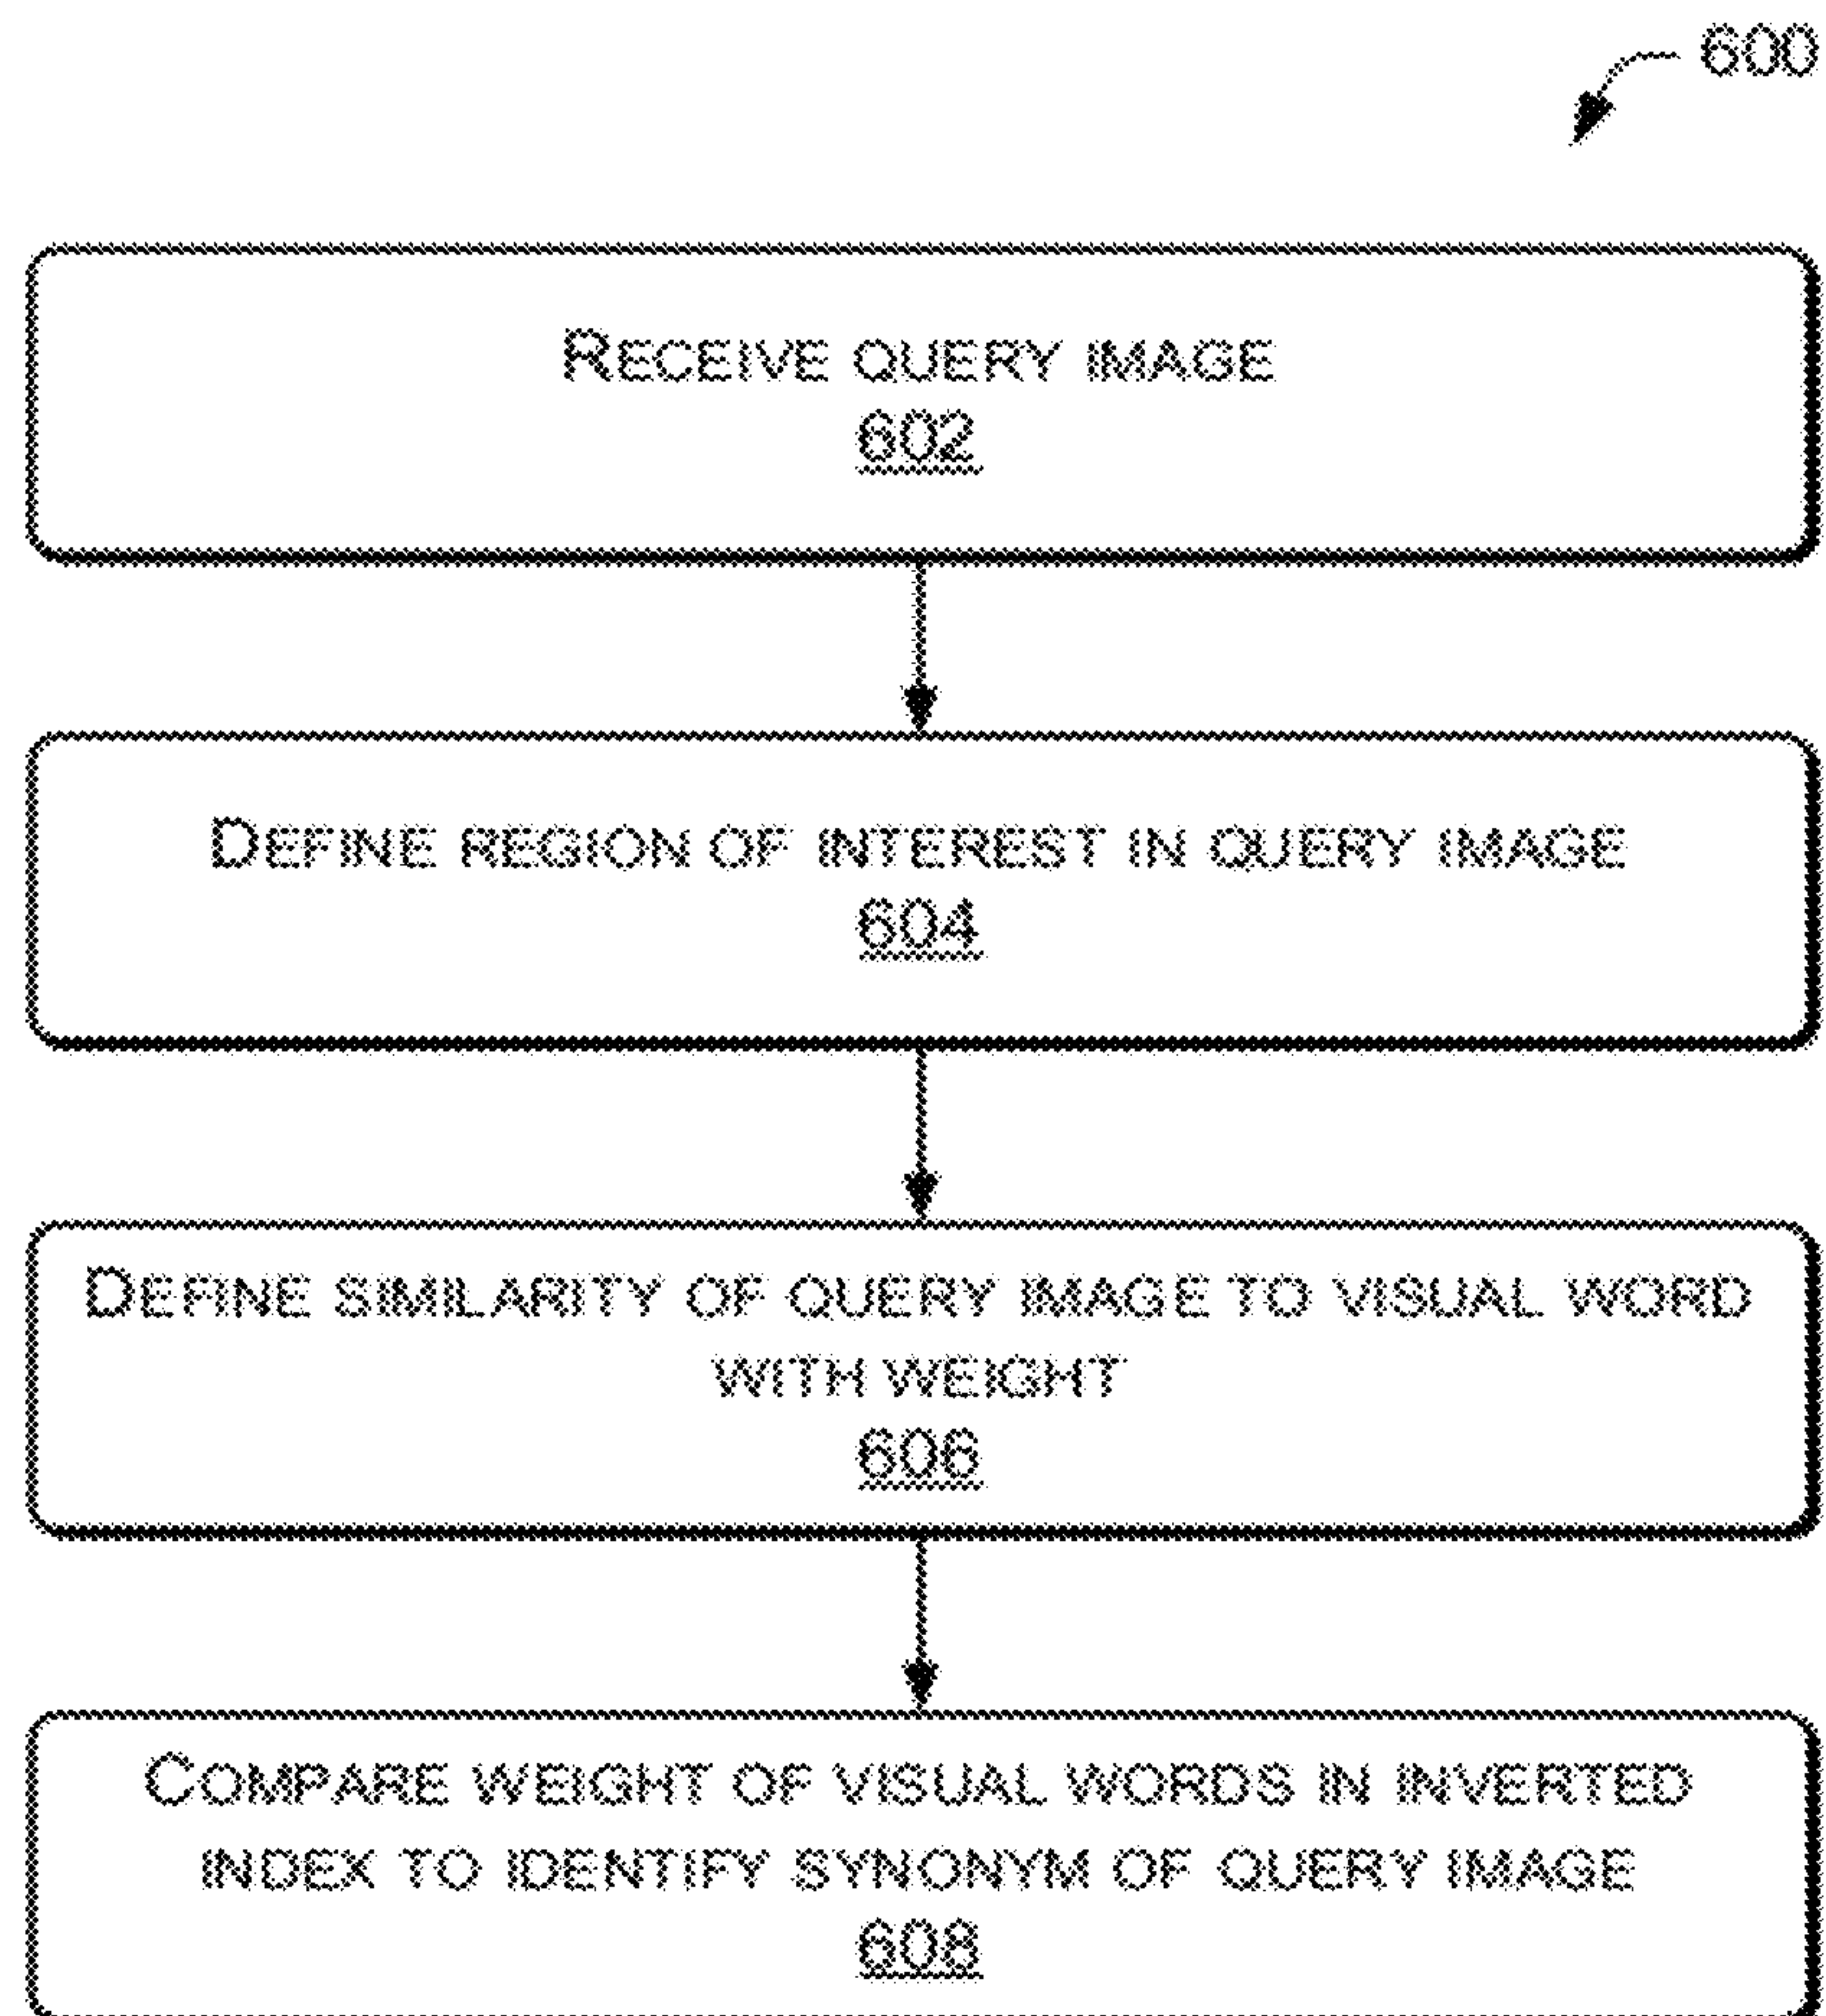 600
RECEIVE QUERY IMAGE
602
DEFINE REGION OF INTEREST IN QUERY IMAGE
604
DEFINE SIMILARITY OF QUERY IMAGE TO VISUAL WORD
WITH WEIGHT
606
COMPARE WEIGHT OF VISUAL WORDS IN INVERTED
INDEX TO IDENTIFY SYNONYM OF QUERY IMAGE
608